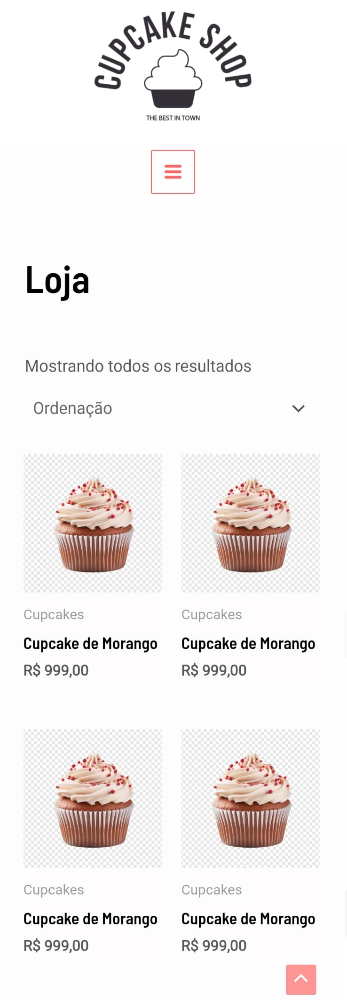 CUPCAKE SHOP
THE BEST IN TOWN
Loja
Mostrando todos os resultados
Ordenação
Cupcakes
Cupcakes
Cupcake de Morango
Cupcake de Morango
R$ 999,00
R$ 999,00
Cupcakes
Cupcakes
Cupcake de Morango
Cupcake de Morango
R$ 999,00
R$ 999,00